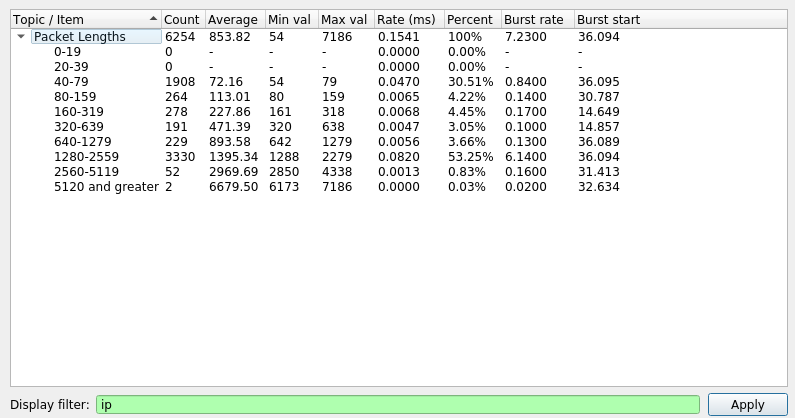 Topic / Item Count Average Min val Max val Rate (ms) Percent Burst rate Burst start
Packet Lengths 6254 853.82 54 7186 0.1541 100% 7.2300 36.094
0-19 0 - - - 0.0000 0.00% - -
20-39 0 - - - 0.0000 0.00% - -
40-79 1908 72.16 54 79 0.0470 30.51% 0.8400 36.095
80-159 264 113.01 80 159 0.0065 4.22% 0.1400 30.787
160-319 278 227.86 161 318 0.0068 4.45% 0.1700 14.649
320-639 191 471.39 320 638 0.0047 3.05% 0.1000 14.857
640-1279 229 893.58 642 1279 0.0056 3.66% 0.1300 36.089
1280-2559 3330 1395.34 1288 2279 0.0820 53.25% 6.1400 36.094
2560-5119 52 2969.69 2850 4338 0.0013 0.83% 0.1600 31.413
5120 and greater 2 6679.50 6173 7186 0.0000 0.03% 0.0200 32.634
Display filter: ip Apply